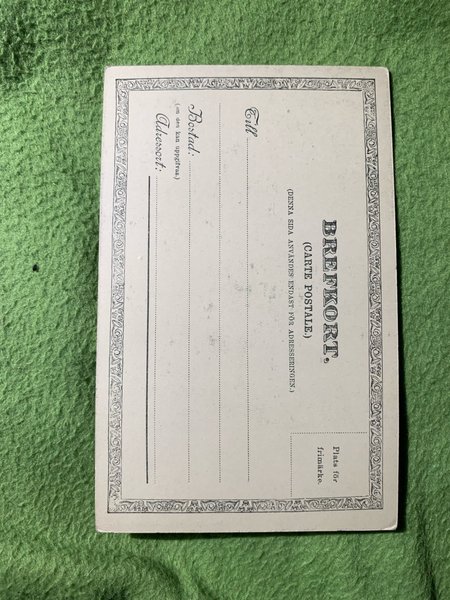 BREFKORT.
(CARTE POSTALE.)
(DENNA SIDA ANVÄNDES ENDAST FÖR ADRESSERINGEN.)
Plats för
frimärke.
Till
Bostad:
(om den kan uppgifvas.)
Adressort: